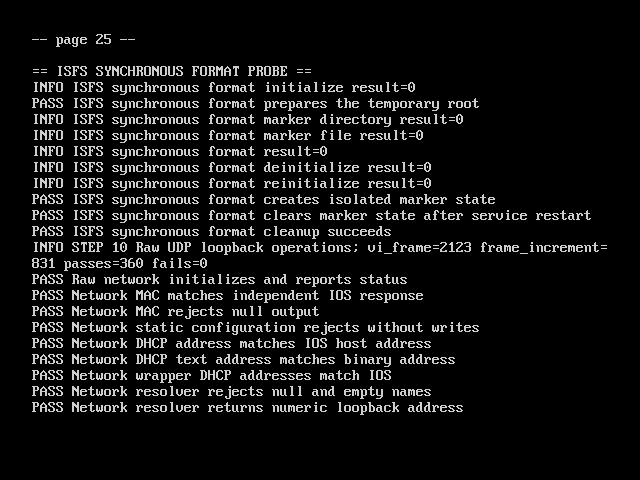 -- page 25 --
== ISFS SYNCHRONOUS FORMAT PROBE ==
INFO ISFS synchronous format initialize result=0
PASS ISFS synchronous format prepares the temporary root
INFO ISFS synchronous format marker directory result=0
INFO ISFS synchronous format marker file result=0
INFO ISFS synchronous format result=0
INFO ISFS synchronous format deinitialize result=0
INFO ISFS synchronous format reinitialize result=0
PASS ISFS synchronous format creates isolated marker state
PASS ISFS synchronous format clears marker state after service restart
PASS ISFS synchronous format cleanup succeeds
INFO STEP 10 Raw UDP loopback operations; vi_frame=2123 frame_increment=
831 passes=360 fails=0
PASS Raw network initializes and reports status
PASS Network MAC matches independent IOS response
PASS Network MAC rejects null output
PASS Network static configuration rejects without writes
PASS Network DHCP address matches IOS host address
PASS Network DHCP text address matches binary address
PASS Network wrapper DHCP addresses match IOS
PASS Network resolver rejects null and empty names
PASS Network resolver returns numeric loopback address